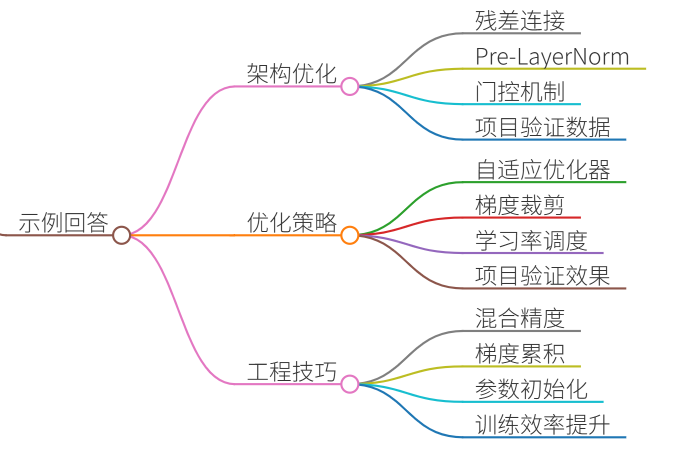 示例回答
架构优化
残差连接
Pre-LayerNorm
门控机制
项目验证数据
优化策略
自适应优化器
梯度裁剪
学习率调度
项目验证效果
工程技巧
混合精度
梯度累积
参数初始化
训练效率提升